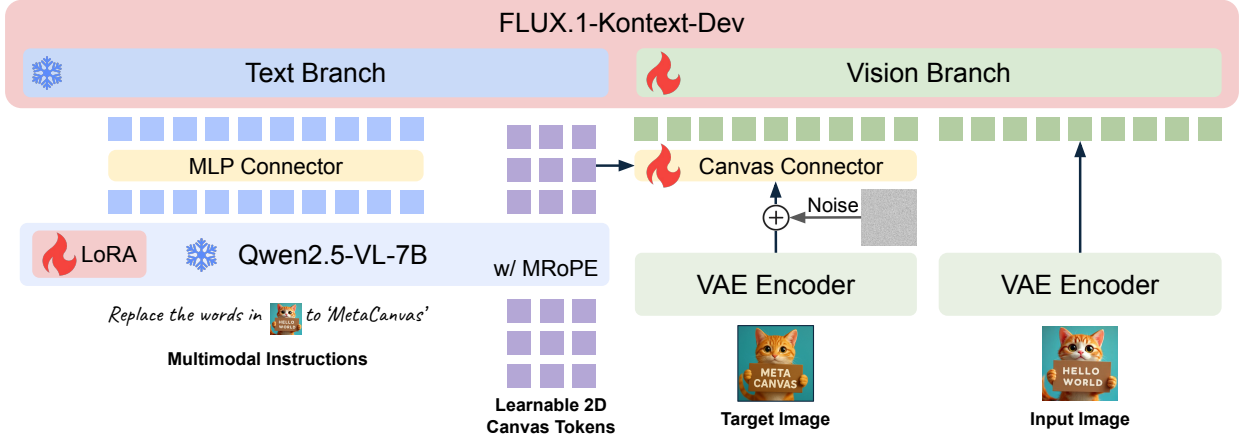 FLUX.1-Kontext-Dev
Text Branch
Vision Branch
MLP Connector
Canvas Connector
Noise
LoRA
Qwen2.5-VL-7B
w/ MRoPE
VAE Encoder
VAE Encoder
Replace the words in HELLO WORLD to 'MetaCanvas'
Multimodal Instructions
Learnable 2D
Canvas Tokens
META
CANVAS
Target Image
HELLO
WORLD
Input Image